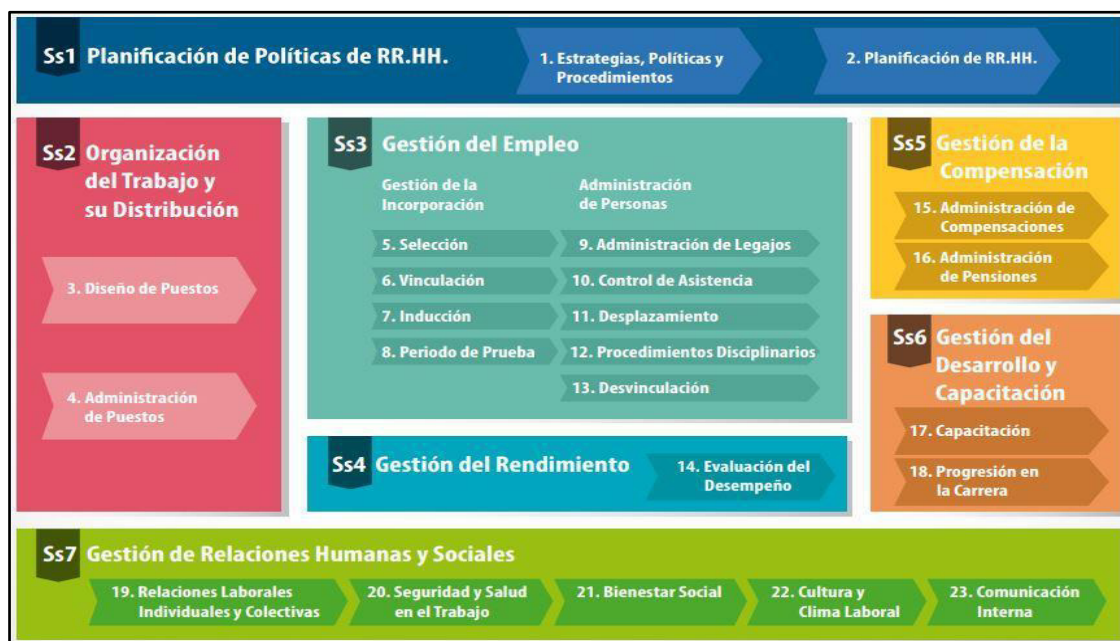 Ss1 Planificación de Políticas de RR.HH.
1. Estrategias, Políticas y
Procedimientos
2. Planificación de RR.HH.
Ss2 Organización
del Trabajo y
su Distribución
3. Diseño de Puestos
4. Administración
de Puestos
Ss3 Gestión del Empleo
Gestión de la
Incorporación
5. Selección
6. Vinculación
7. Inducción
8. Periodo de Prueba
Administración
de Personas
9. Administración de Legajos
10. Control de Asistencia
11. Desplazamiento
12. Procedimientos Disciplinarios
13. Desvinculación
Ss4 Gestión del Rendimiento
14. Evaluación del
Desempeño
Ss5 Gestión de la
Compensación
15. Administración de
Compensaciones
16. Administración
de Pensiones
Ss6 Gestión del
Desarrollo y
Capacitación
17. Capacitación
18. Progresión en
la Carrera
Ss7 Gestión de Relaciones Humanas y Sociales
19. Relaciones Laborales
Individuales y Colectivas
20. Seguridad y Salud
en el Trabajo
21. Bienestar Social
22. Cultura y
Clima Laboral
23. Comunicación
Interna